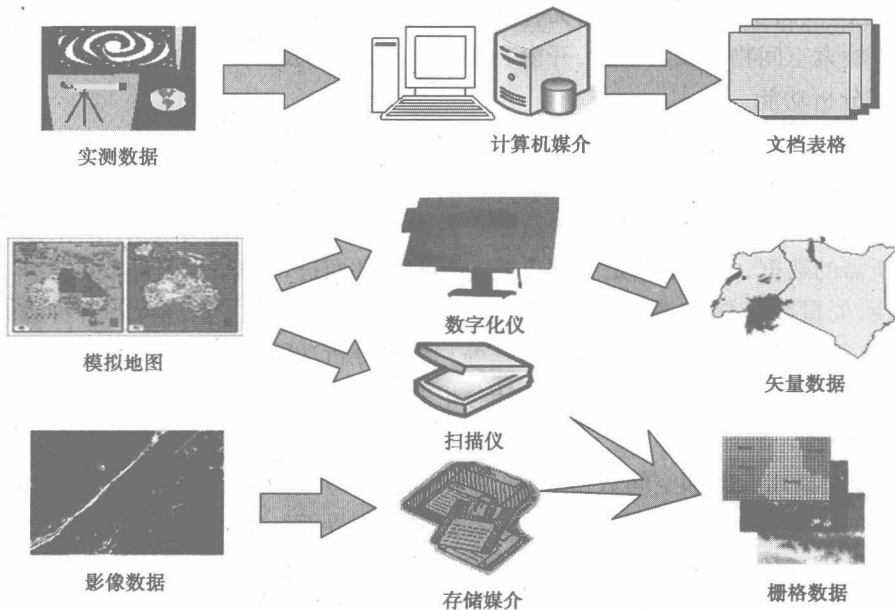 实测数据
计算机媒介
文档表格
模拟地图
数字化仪
矢量数据
扫描仪
影像数据
存储媒介
栅格数据